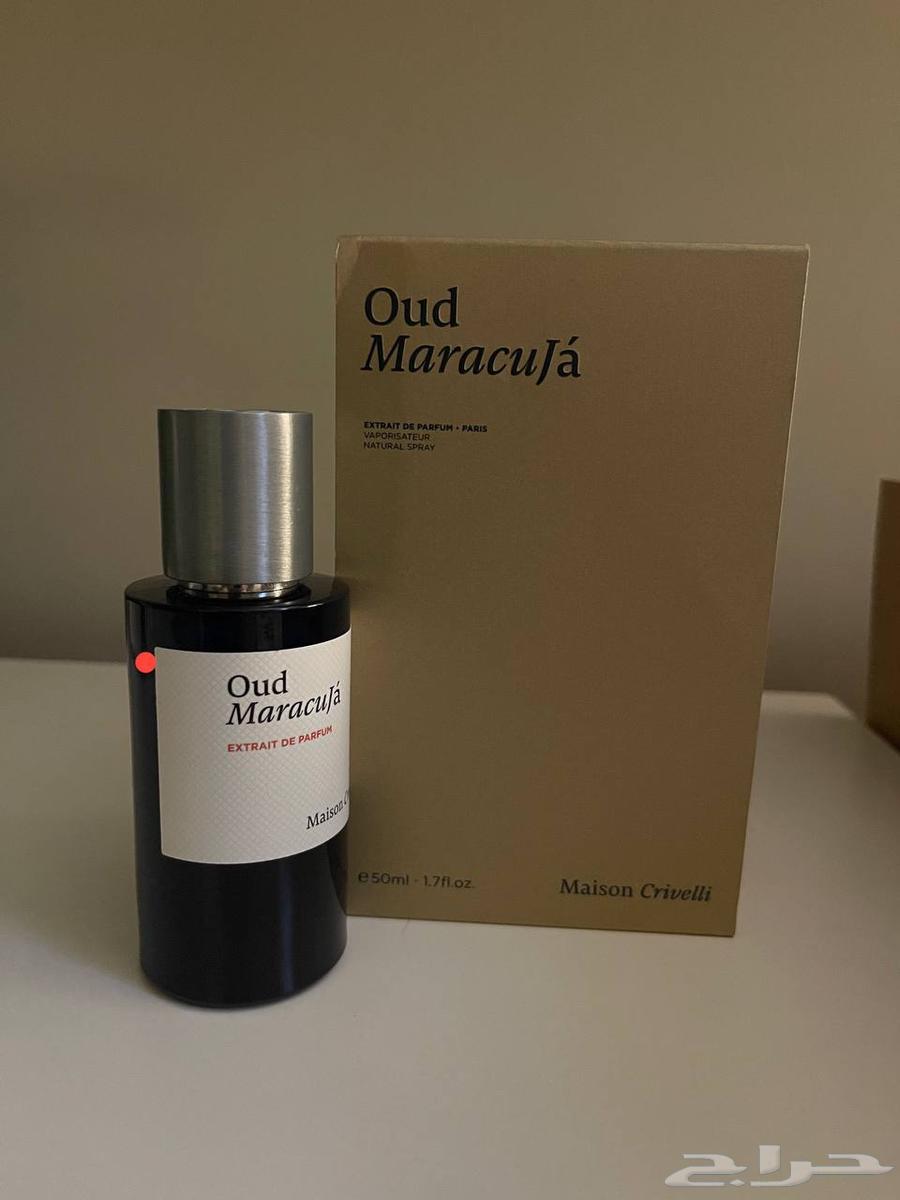 Oud
MaracuJá
EXTRAIT DE PARFUM • PARIS
VAPORISATEUR
NATURAL SPRAY
e 50ml - 1.7fl.oz.
Maison Crivelli
Oud
MaracuJá
EXTRAIT DE PARFUM
Maison
حراج